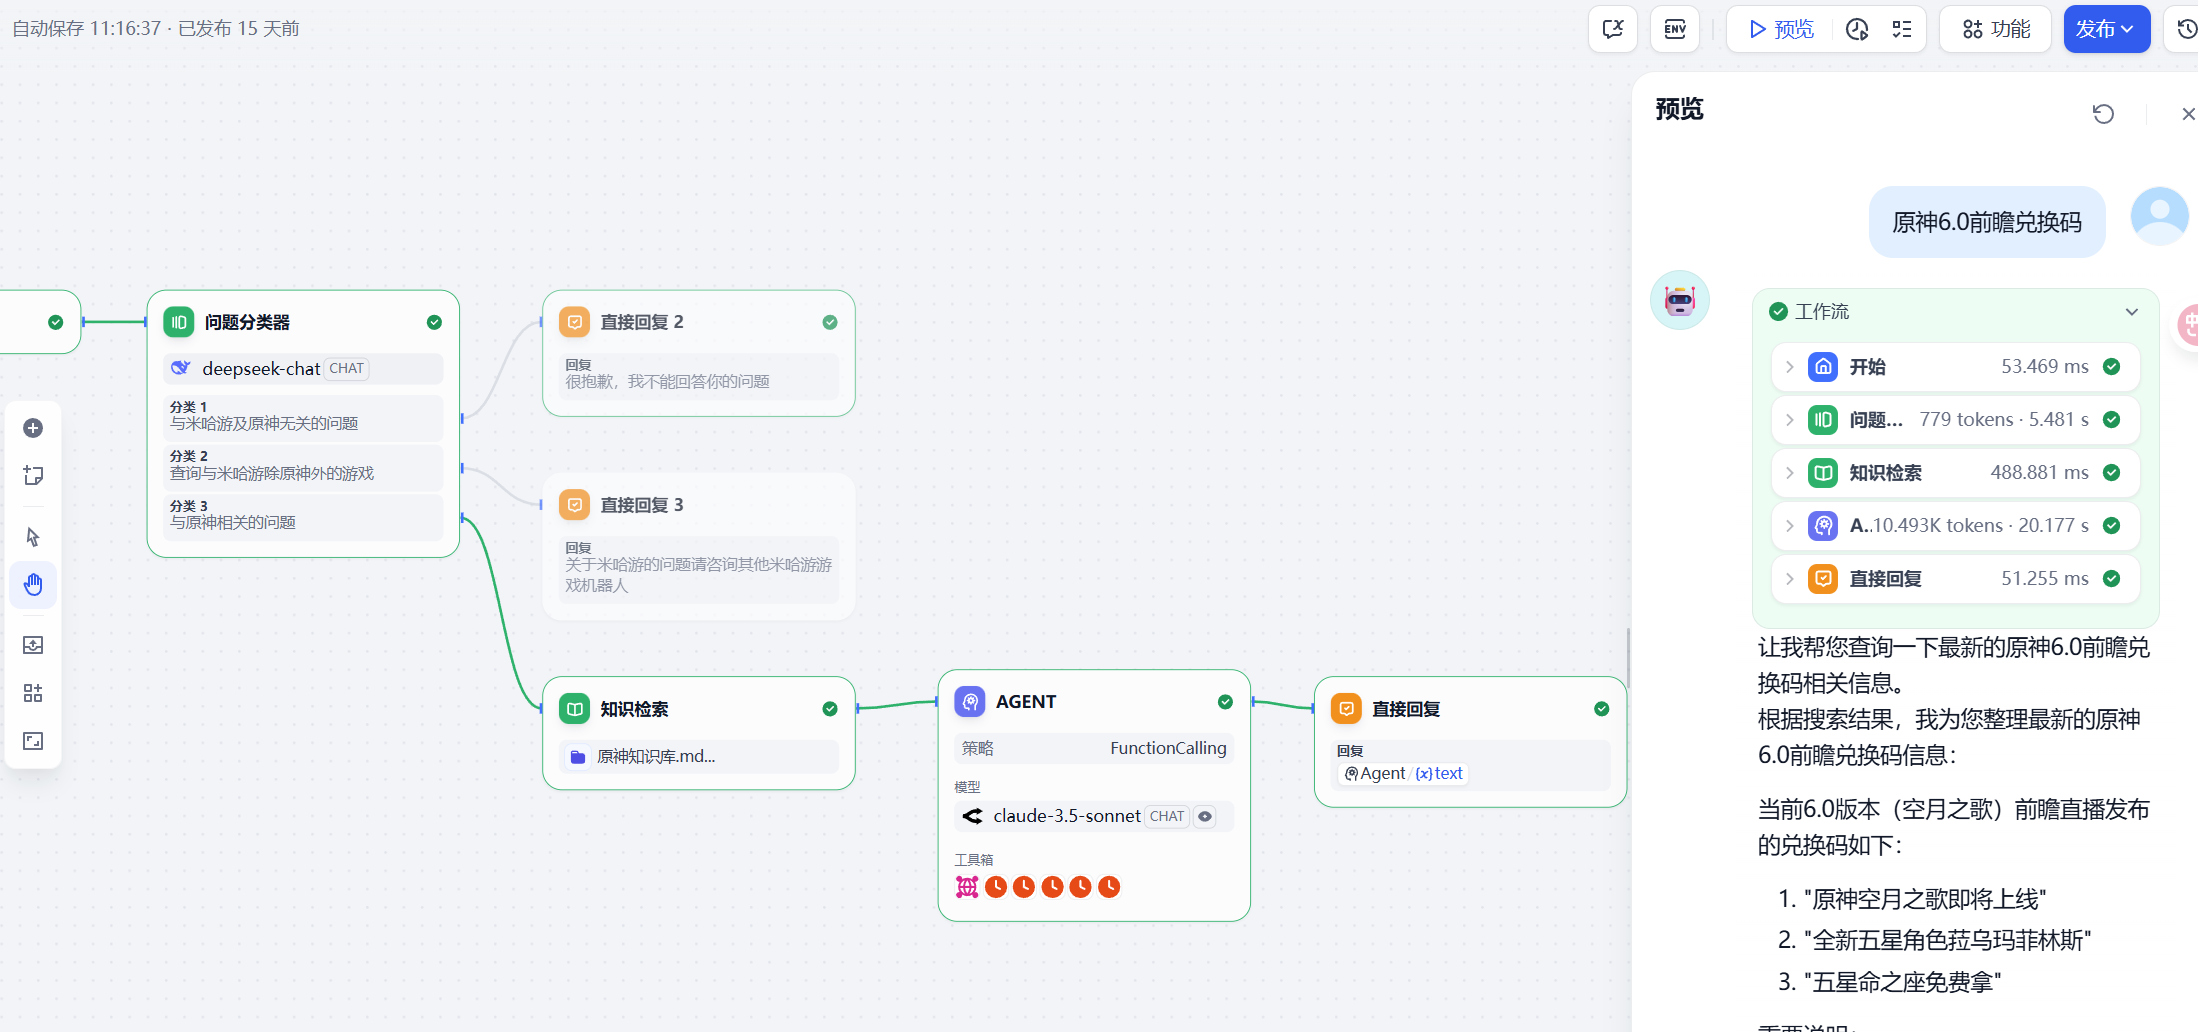 自动保存 11:16:37 · 已发布 15 天前
ENV
预览
功能
发布
问题分类器
deepseek-chat CHAT
分类 1
与米哈游及原神无关的问题
分类 2
查询与米哈游除原神外的游戏
分类 3
与原神相关的问题
直接回复 2
回复
很抱歉，我不能回答你的问题
直接回复 3
回复
关于米哈游的问题请咨询其他米哈游游
戏机器人
知识检索
原神知识库.md...
AGENT
策略 FunctionCalling
模型
claude-3.5-sonnet CHAT
工具箱
直接回复
回复
Agent / {x} text
预览
原神6.0前瞻兑换码
工作流
开始 53.469 ms
问题... 779 tokens · 5.481 s
知识检索 488.881 ms
A... 10.493K tokens · 20.177 s
直接回复 51.255 ms
让我帮您查询一下最新的原神6.0前瞻兑
换码相关信息。
根据搜索结果，我为您整理最新的原神
6.0前瞻兑换码信息：
当前6.0版本（空月之歌）前瞻直播发布
的兑换码如下：
1. "原神空月之歌即将上线"
2. "全新五星角色菈乌玛菲林斯"
3. "五星命之座免费拿"